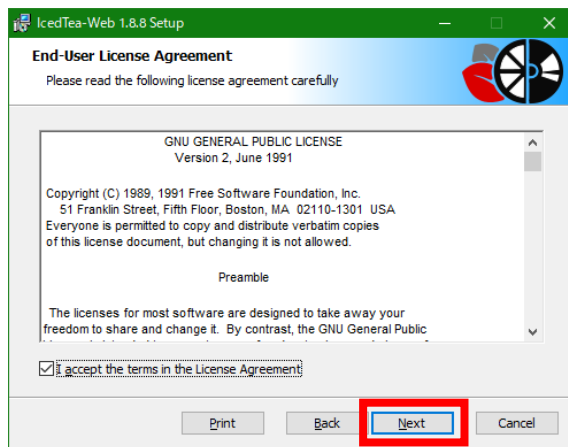 IcedTea-Web 1.8.8 Setup
End-User License Agreement
Please read the following license agreement carefully
GNU GENERAL PUBLIC LICENSE
Version 2, June 1991
Copyright (C) 1989, 1991 Free Software Foundation, Inc.
51 Franklin Street, Fifth Floor, Boston, MA 02110-1301 USA
Everyone is permitted to copy and distribute verbatim copies
of this license document, but changing it is not allowed.
Preamble
The licenses for most software are designed to take away your
freedom to share and change it. By contrast, the GNU General Public
I accept the terms in the License Agreement
Print Back Next Cancel